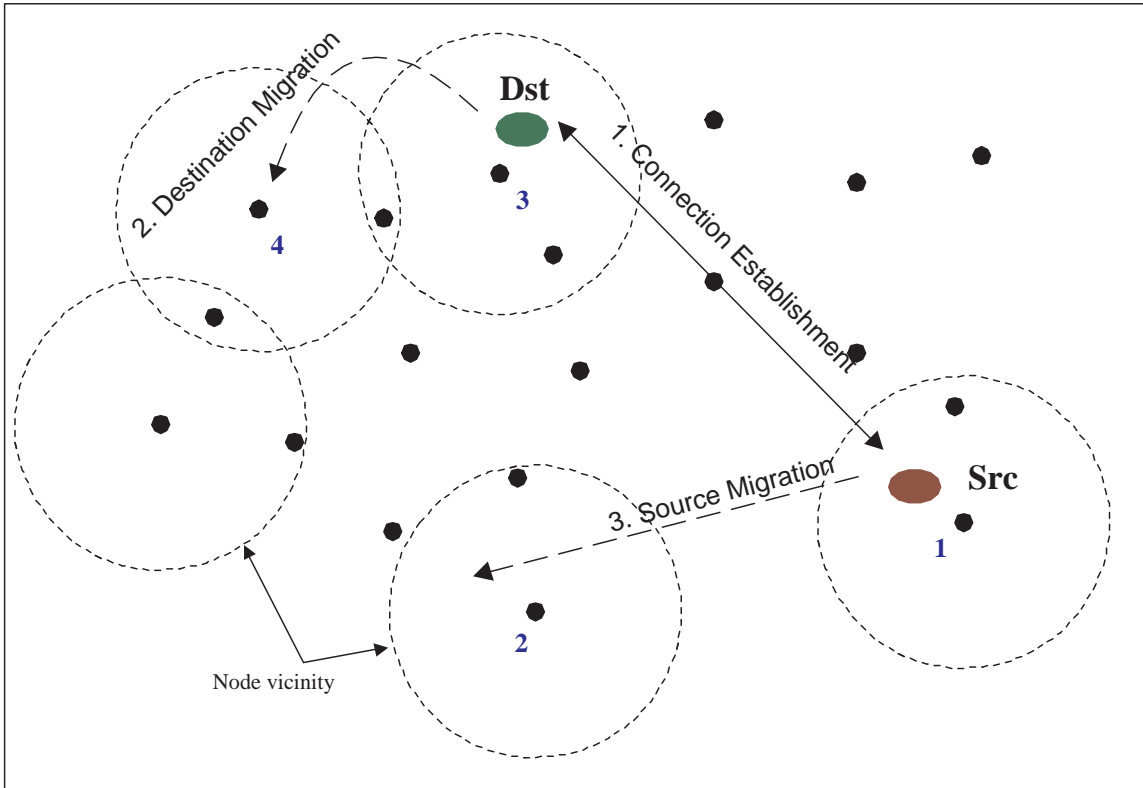 Dst
2. Destination Migration
1. Connection Establishment
3
4
3. Source Migration
Src
1
2
Node vicinity